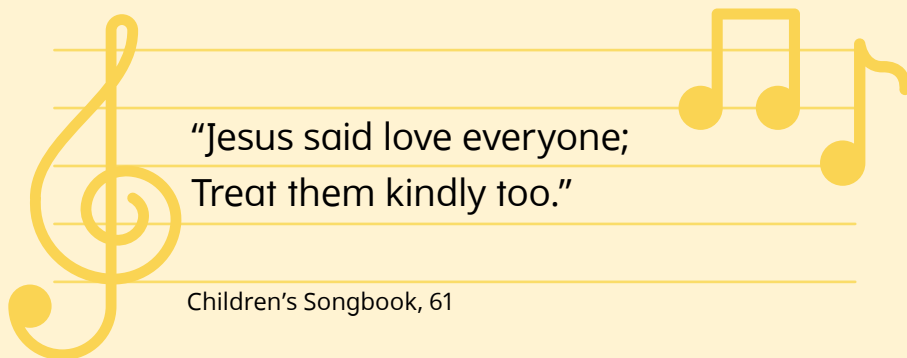 “Jesus said love everyone;
Treat them kindly too.”
Children’s Songbook, 61